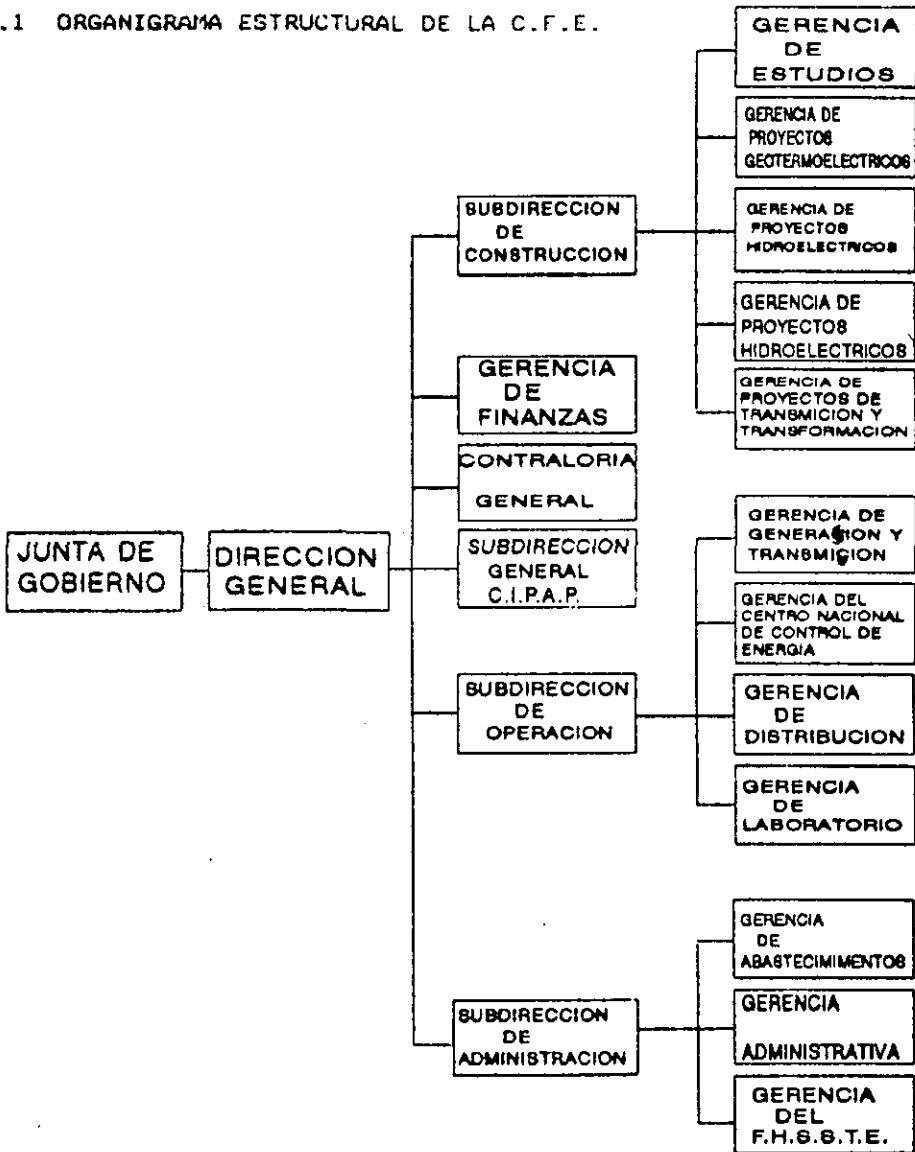 .1 ORGANIGRAMA ESTRUCTURAL DE LA C.F.E.
GERENCIA
DE
ESTUDIOS
GERENCIA DE
PROYECTOS
GEOTERMOELECTRICOS
SUBDIRECCION
DE
CONSTRUCCION
GERENCIA DE
PROYECTOS
HIDROELECTRICOS
GERENCIA DE
PROYECTOS
HIDROELECTRICOS
GERENCIA DE
PROYECTOS DE
TRANSMICION Y
TRANSFORMACION
GERENCIA
DE
FINANZAS
CONTRALORIA
GENERAL
JUNTA DE
GOBIERNO
DIRECCION
GENERAL
SUBDIRECCION
GENERAL
C.I.P.A.P.
SUBDIRECCION
DE
OPERACION
GERENCIA DE
GENERASION Y
TRANSMICION
GERENCIA DEL
CENTRO NACIONAL
DE CONTROL DE
ENERGIA
GERENCIA
DE
DISTRIBUCION
GERENCIA
DE
LABORATORIO
SUBDIRECCION
DE
ADMINISTRACION
GERENCIA
DE
ABASTECIMIMENTOS
GERENCIA
ADMINISTRATIVA
GERENCIA
DEL
F.H.S.S.T.E.